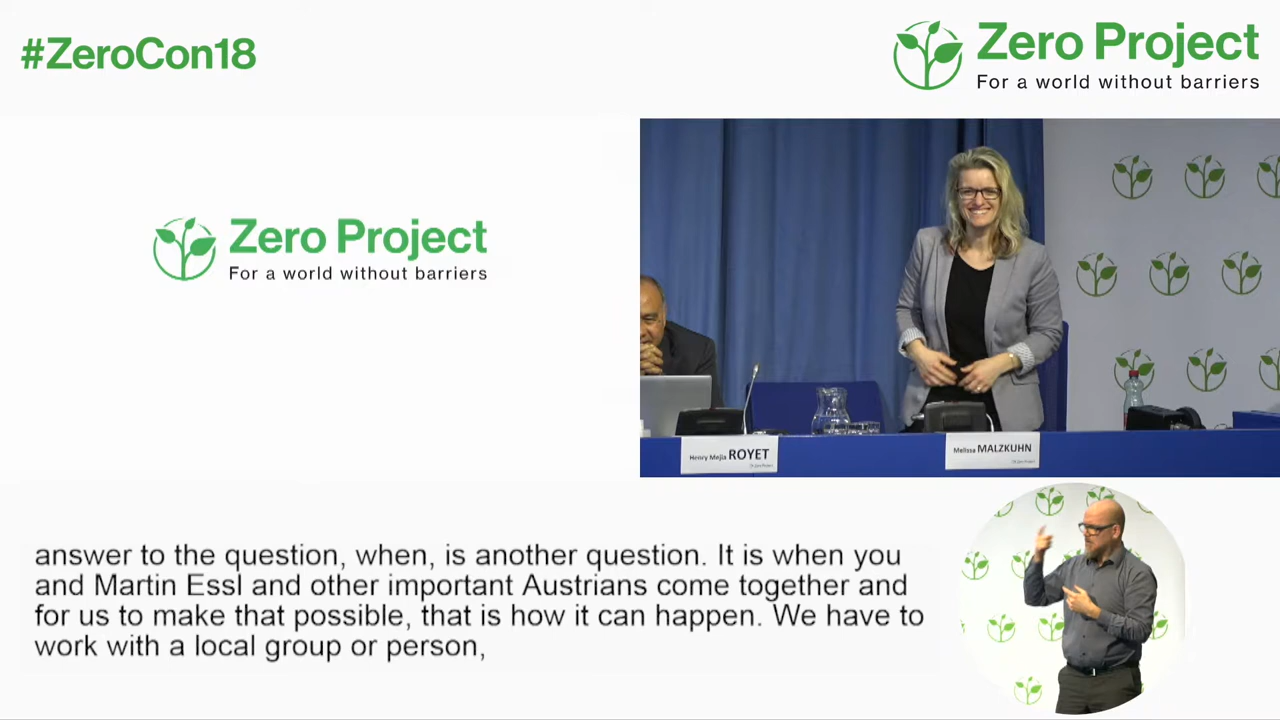 #ZeroCon18
Zero Project
For a world without barriers
Zero Project
For a world without barriers
Henry Mejia ROYET
Melissa MALZKUHN
answer to the question, when, is another question. It is when you
and Martin Essl and other important Austrians come together and
for us to make that possible, that is how it can happen. We have to
work with a local group or person,